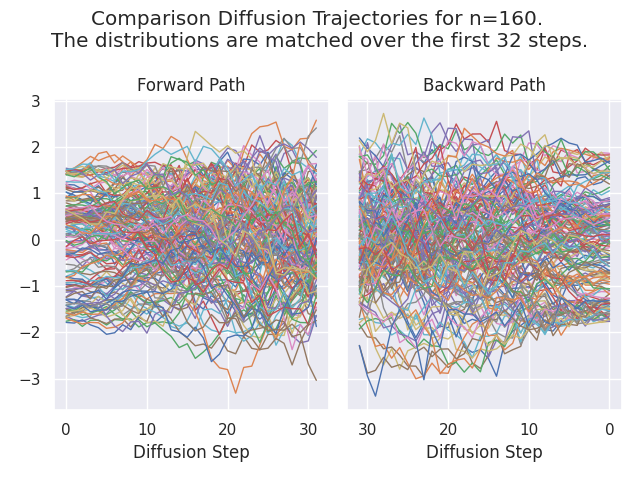 Comparison Diffusion Trajectories for n=160.
The distributions are matched over the first 32 steps.
Forward Path
Backward Path
3
2
1
0
−1
−2
−3
0 10 20 30
30 20 10 0
Diffusion Step
Diffusion Step